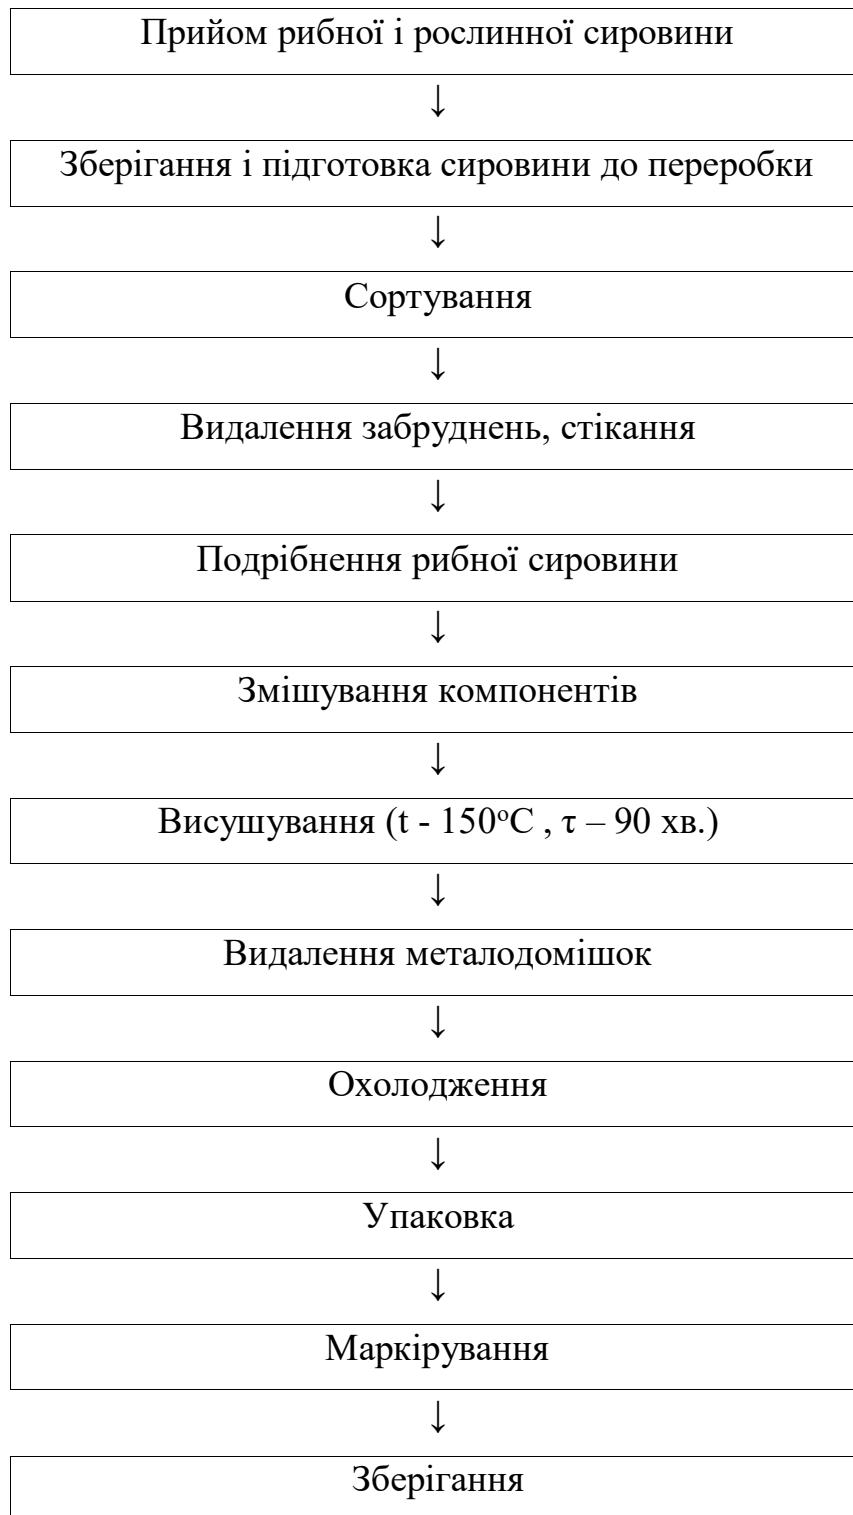 Прийом рибної і рослинної сировини
↓
Зберігання і підготовка сировини до переробки
↓
Сортування
↓
Видалення забруднень, стікання
↓
Подрібнення рибної сировини
↓
Змішування компонентів
↓
Висушування (t - 150ºС , τ – 90 хв.)
↓
Видалення металодомішок
↓
Охолодження
↓
Упаковка
↓
Маркірування
↓
Зберігання